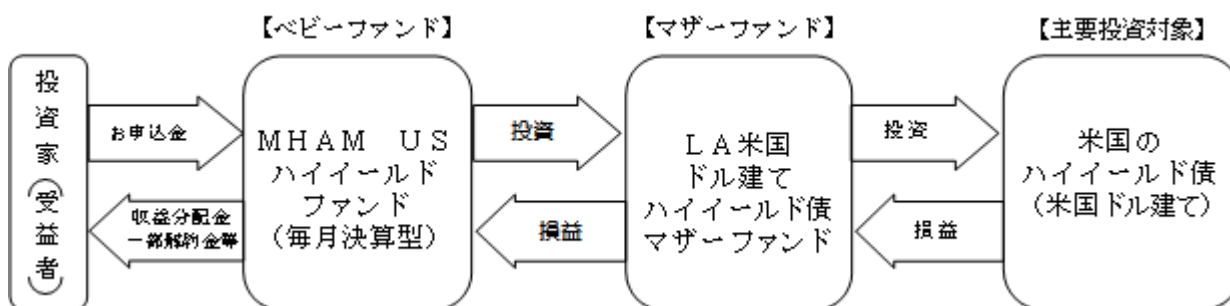 【ベビーファンド】
【マザーファンド】
【主要投資対象】
投資家(受益者)
お申込金
収益分配金
一部解約金等
ＭＨＡＭ　ＵＳ
ハイイールド
ファンド
（毎月決算型）
投資
損益
ＬＡ米国
ドル建て
ハイイールド債
マザーファンド
投資
損益
米国の
ハイイールド債
（米国ドル建て）